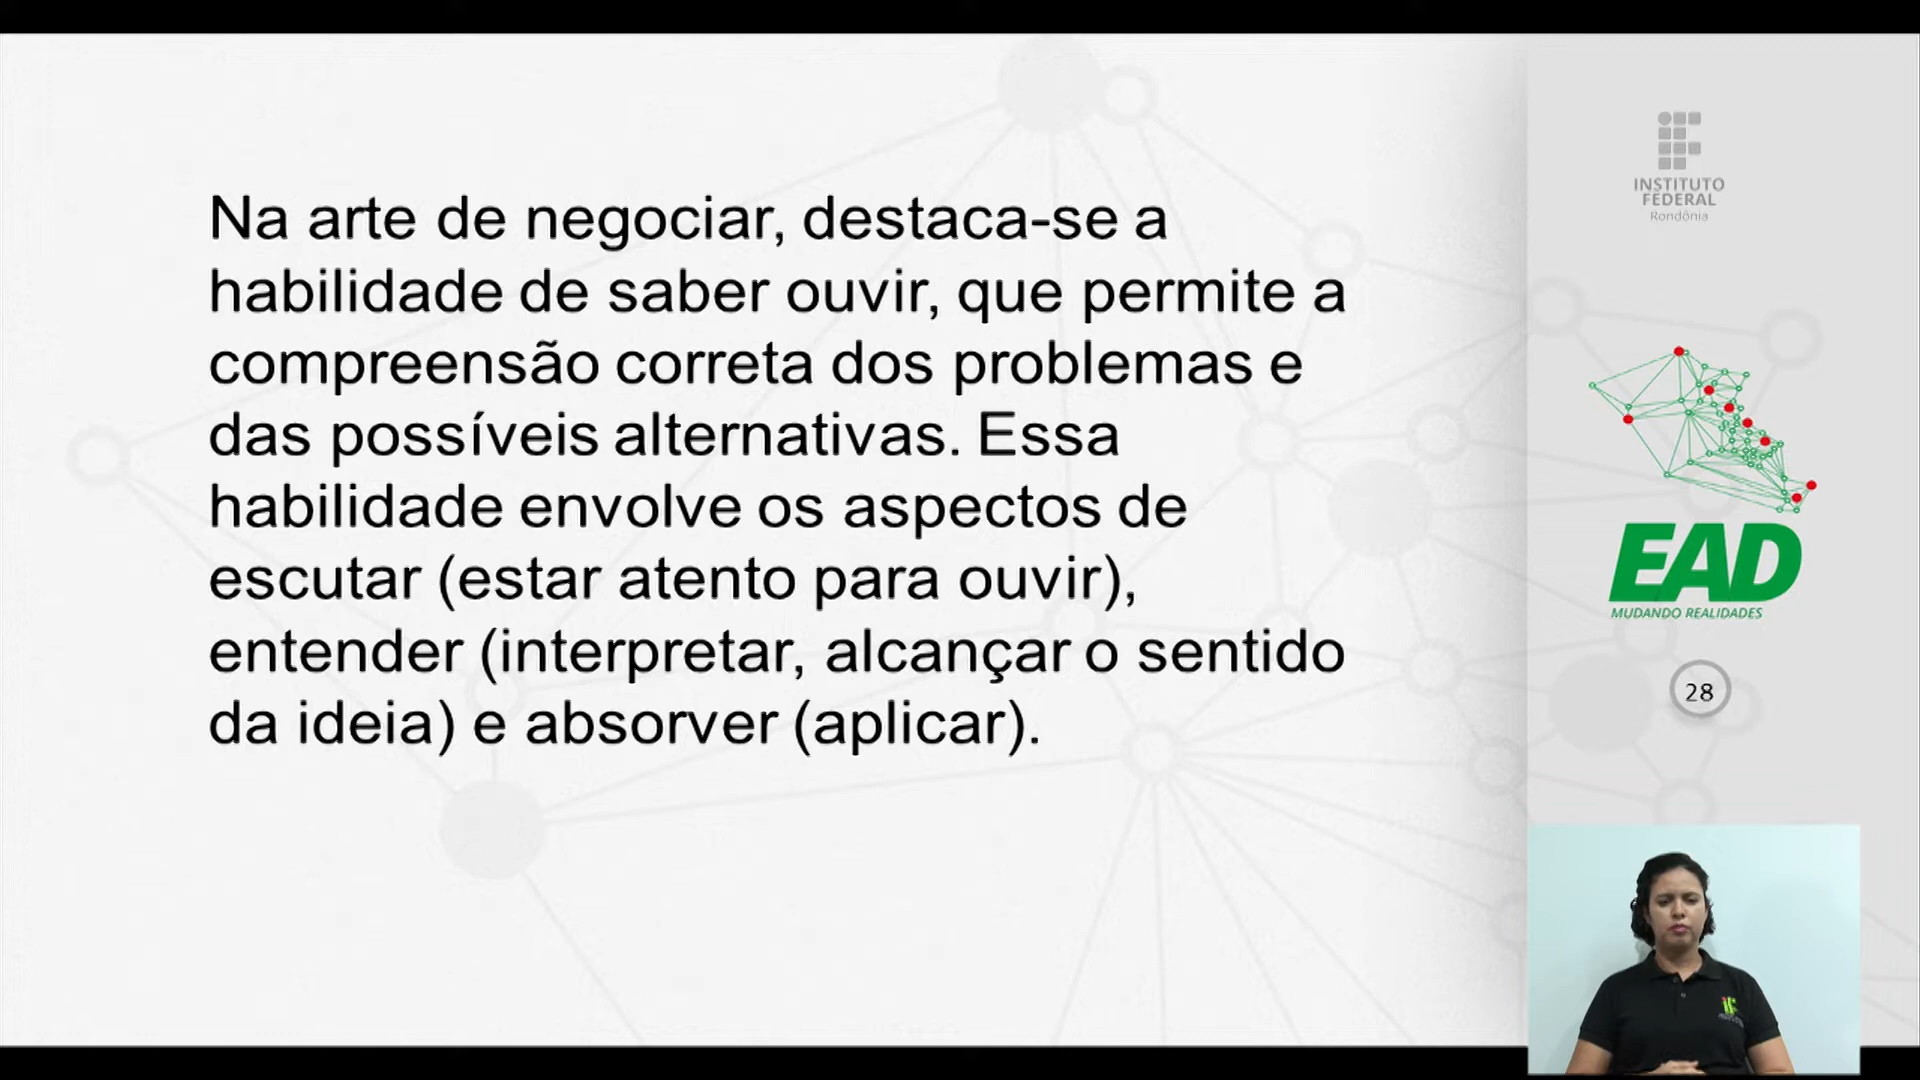 Na arte de negociar, destaca-se a
habilidade de saber ouvir, que permite a
compreensão correta dos problemas e
das possíveis alternativas. Essa
habilidade envolve os aspectos de
escutar (estar atento para ouvir),
entender (interpretar, alcançar o sentido
da ideia) e absorver (aplicar).
INSTITUTO
FEDERAL
Rondônia
EAD
MUDANDO REALIDADES
28